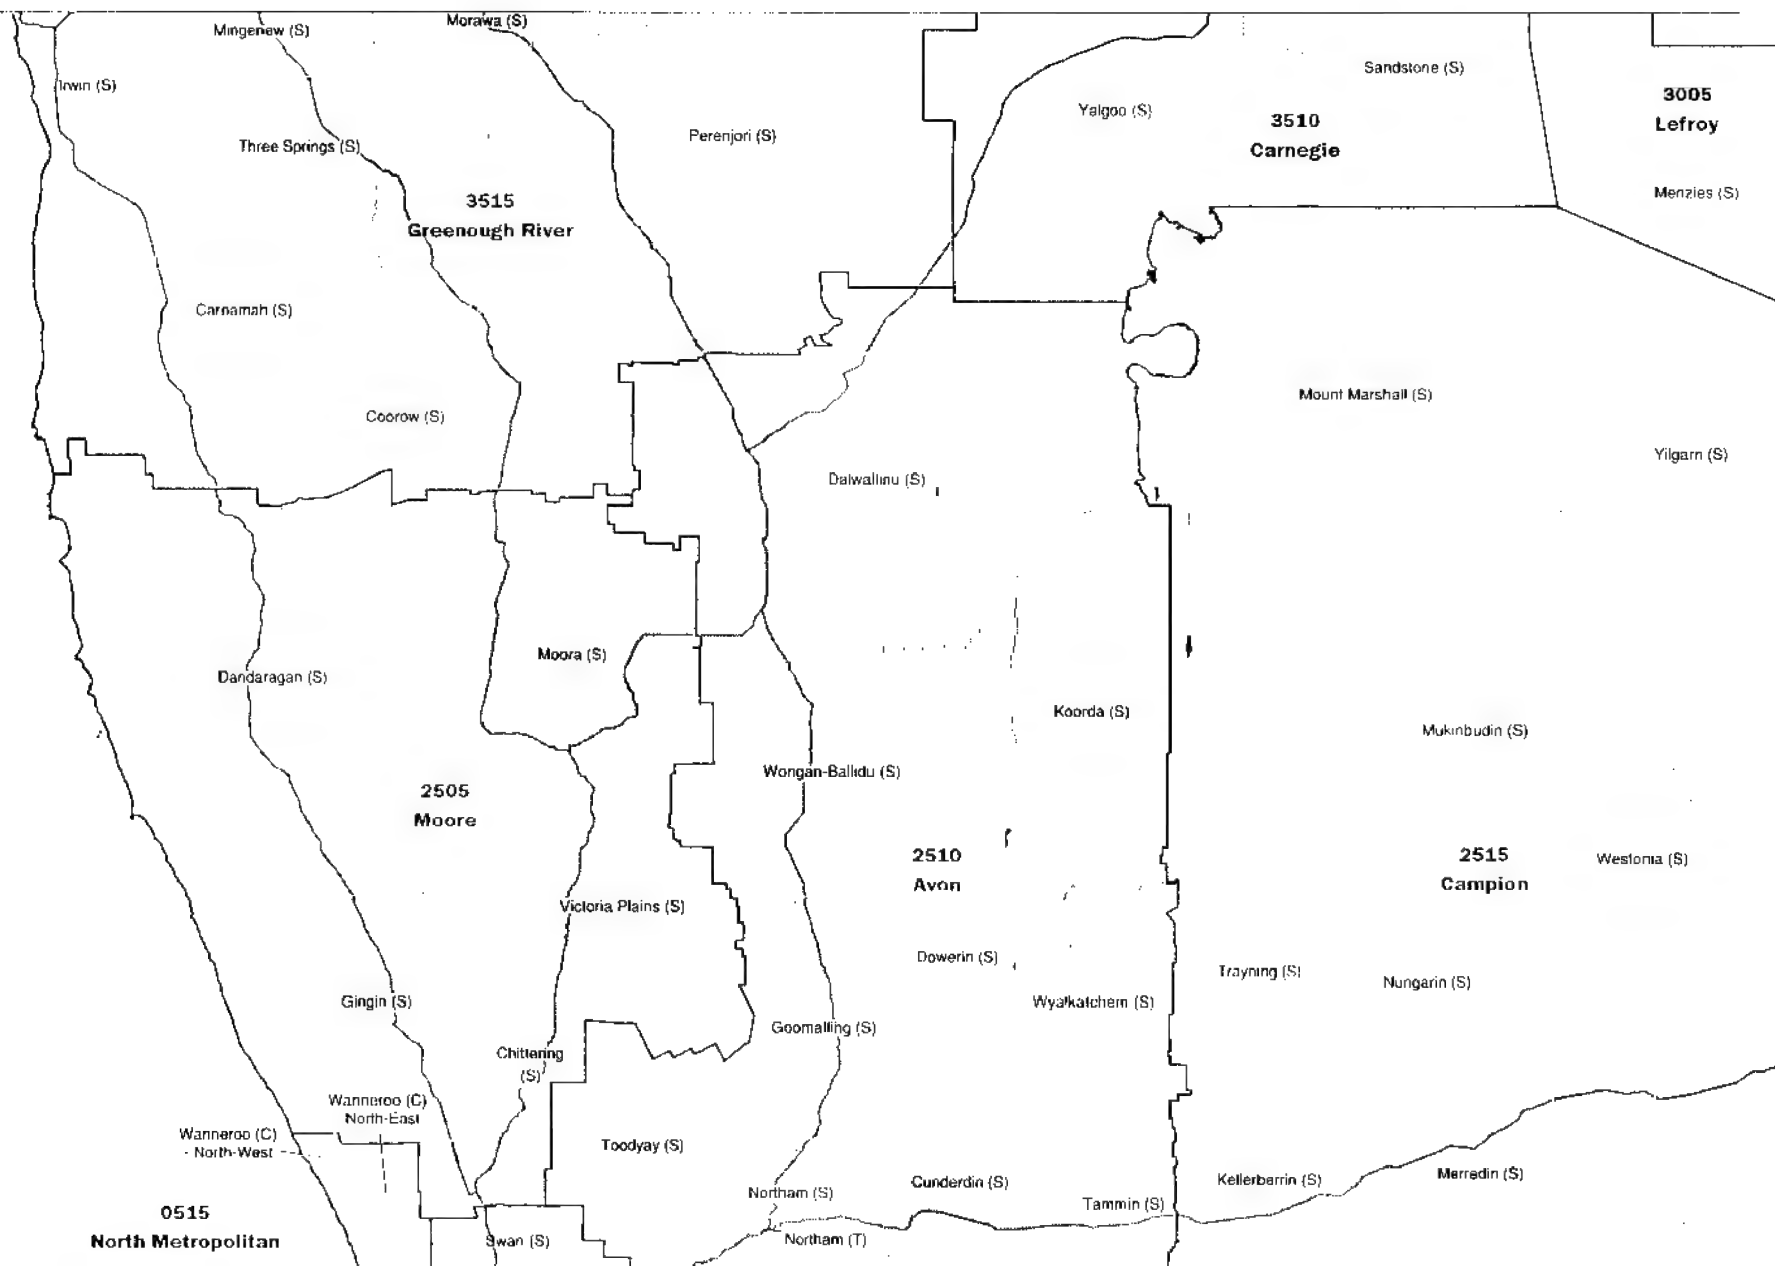 Morawa (S)
Mingenew (S)
Sandstone (S)
Irwin (S)
3005
Lefroy
Yalgoo (S)
3510
Carnegie
Perenjori (S)
Three Springs (S)
Menzies (S)
3515
Greenough River
Carnamah (S)
Mount Marshall (S)
Coorow (S)
Yilgarn (S)
Dalwallinu (S)
Moora (S)
Dandaragan (S)
Koorda (S)
Mukinbudin (S)
Wongan-Ballidu (S)
2505
Moore
2510
Avon
2515
Campion
Westonia (S)
Victoria Plains (S)
Dowerin (S)
Trayning (S)
Nungarin (S)
Gingin (S)
Wyalkatchem (S)
Goomalling (S)
Chittering
(S)
Wanneroo (C)
North-East
Wanneroo (C)
- North-West
Toodyay (S)
Merredin (S)
Kellerberrin (S)
Cunderdin (S)
Northam (S)
Tammin (S)
0515
North Metropolitan
Swan (S)
Northam (T)